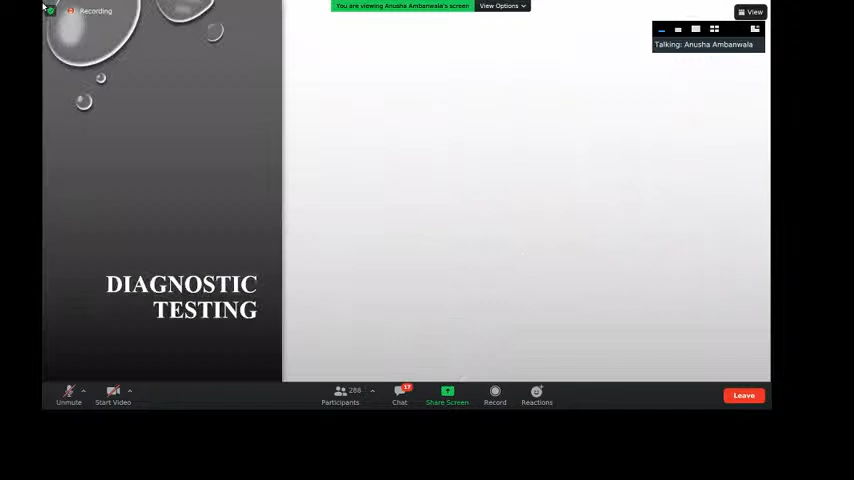 Recording
You are viewing Anusha Ambanwala's screen
View Options
View
Talking: Anusha Ambanwala
DIAGNOSTIC
TESTING
Unmute
Start Video
286
Participants
17
Chat
Share Screen
Record
Reactions
Leave